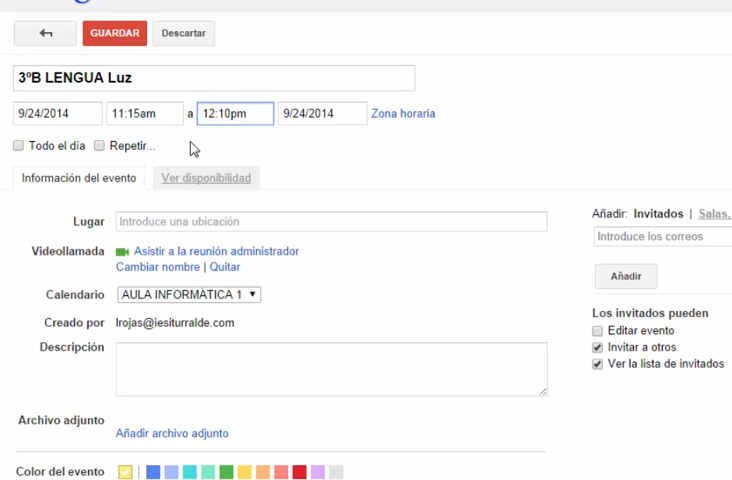 GUARDAR Descartar
3ºB LENGUA Luz
9/24/2014 11:15am a 12:10pm 9/24/2014 Zona horaria
Todo el día Repetir...
Información del evento Ver disponibilidad
Lugar Introduce una ubicación
Videollamada Asistir a la reunión administrador
Cambiar nombre | Quitar
Calendario AULA INFORMÁTICA 1
Creado por lrojas@iesiturralde.com
Descripción
Archivo adjunto
Añadir archivo adjunto
Color del evento
Añadir: Invitados | Salas,
Introduce los correos
Añadir
Los invitados pueden
Editar evento
Invitar a otros
Ver la lista de invitados